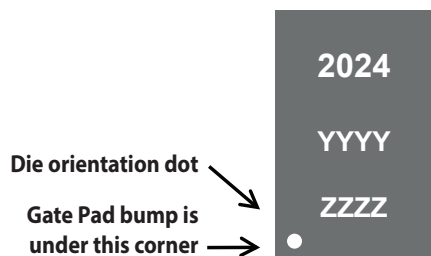 2024
YYYY
ZZZZ
Die orientation dot
Gate Pad bump is
under this corner